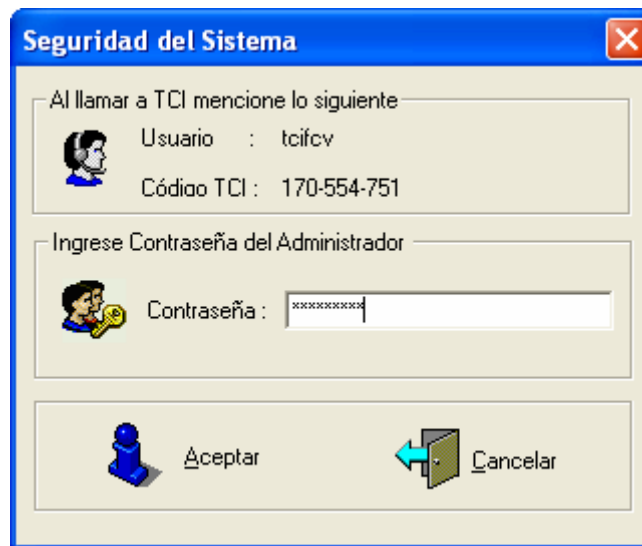 Seguridad del Sistema
Al llamar a TCI mencione lo siguiente
Usuario : tcifcv
Código TCI : 170-554-751
Ingrese Contraseña del Administrador
Contraseña : *********
Aceptar
Cancelar